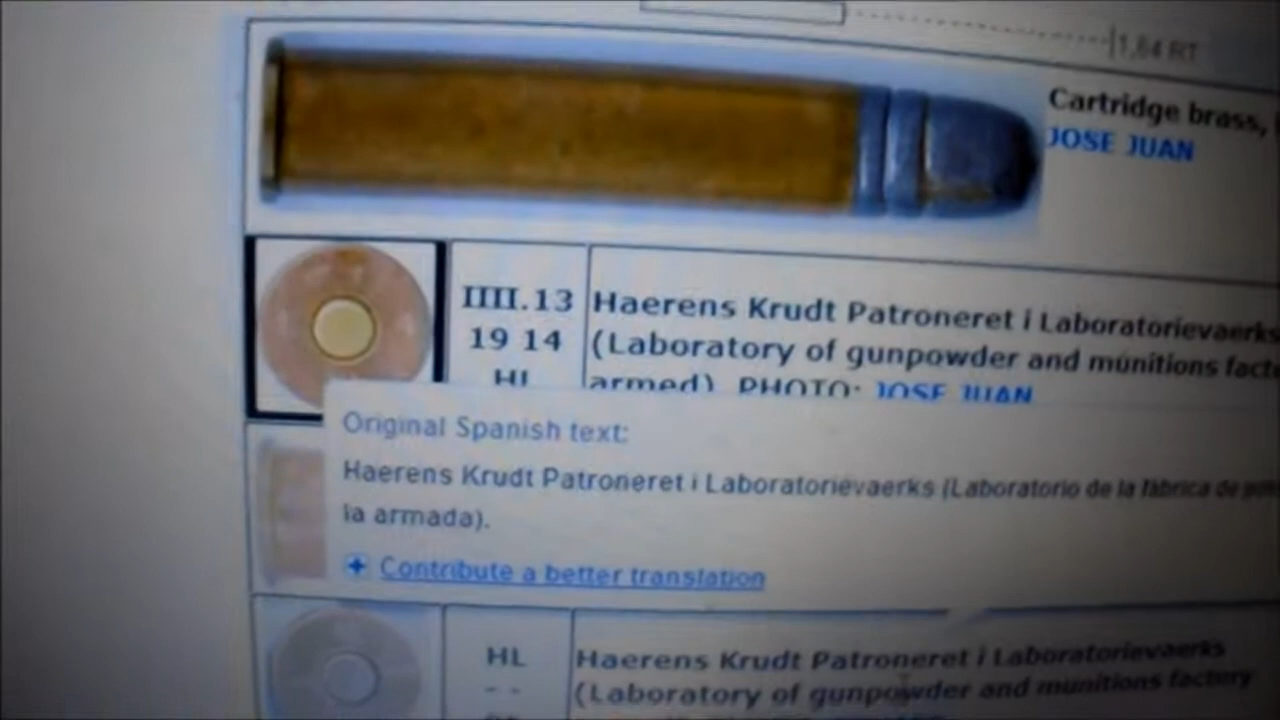 1,84 RT
Cartridge brass,
JOSE JUAN
IIII.13
19 14
HL
Haerens Krudt Patroneret i Laboratorievaerks
(Laboratory of gunpowder and munitions
armed). PHOTO: JOSE JUAN
Original Spanish text:
Haerens Krudt Patroneret i Laboratorievaerks (Laboratorio de la fábrica de
la armada).
Contribute a better translation
HL
- -
Haerens Krudt Patroneret i Laboratorievaerks
(Laboratory of gunpowder and munitions factory